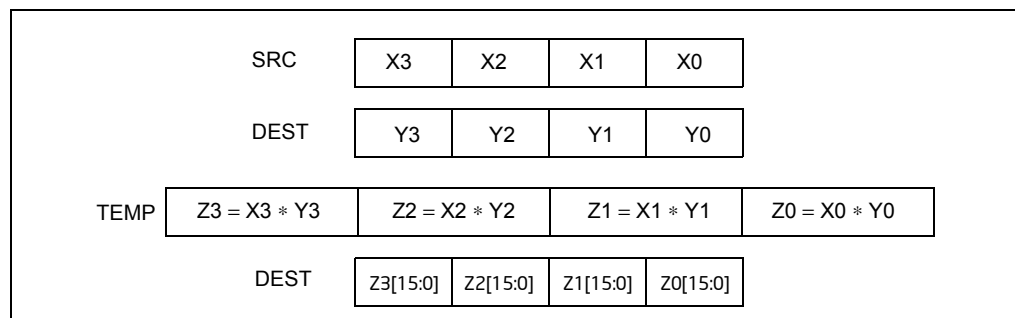 SRC X3 X2 X1 X0
DEST Y3 Y2 Y1 Y0
TEMP Z3 = X3 ∗ Y3 Z2 = X2 ∗ Y2 Z1 = X1 ∗ Y1 Z0 = X0 ∗ Y0
DEST Z3[15:0] Z2[15:0] Z1[15:0] Z0[15:0]